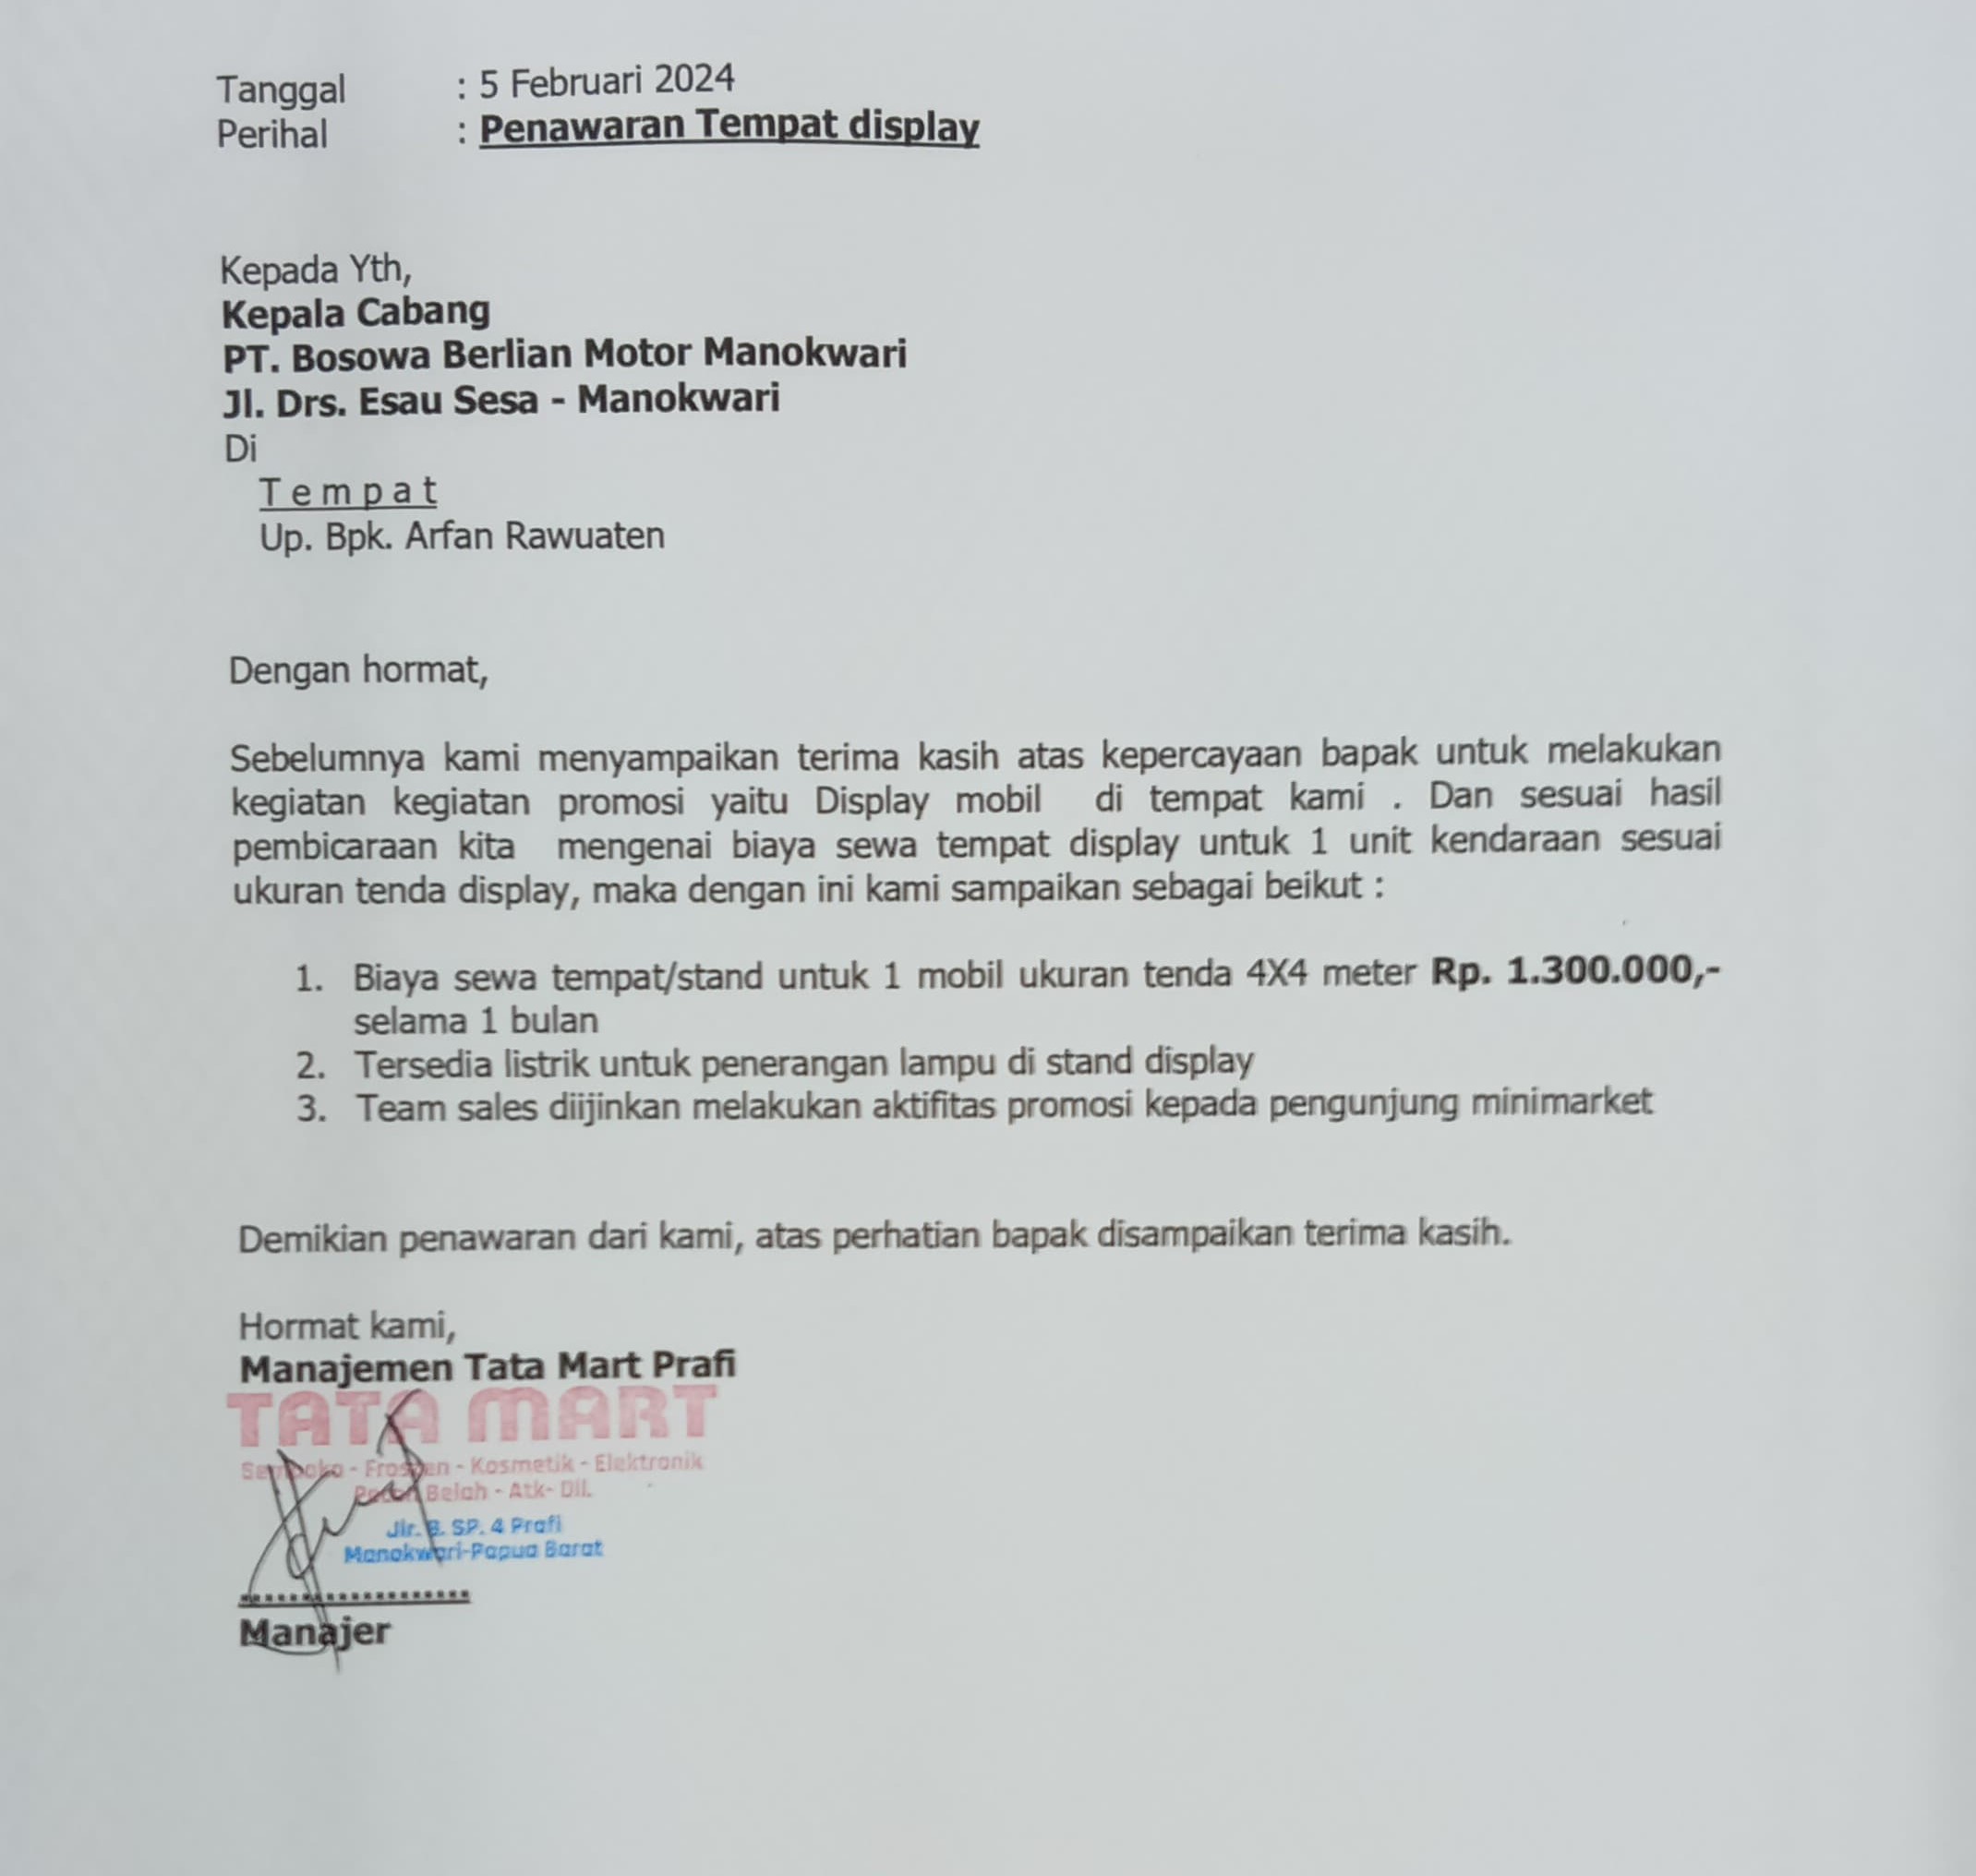 Tanggal : 5 Februari 2024
Perihal : Penawaran Tempat display
Kepada Yth,
Kepala Cabang
PT. Bosowa Berlian Motor Manokwari
Jl. Drs. Esau Sesa - Manokwari
Di
T e m p a t
Up. Bpk. Arfan Rawuaten
Dengan hormat,
Sebelumnya kami menyampaikan terima kasih atas kepercayaan bapak untuk melakukan
kegiatan kegiatan promosi yaitu Display mobil di tempat kami . Dan sesuai hasil
pembicaraan kita mengenai biaya sewa tempat display untuk 1 unit kendaraan sesuai
ukuran tenda display, maka dengan ini kami sampaikan sebagai beikut :
1. Biaya sewa tempat/stand untuk 1 mobil ukuran tenda 4X4 meter Rp. 1.300.000,-
selama 1 bulan
2. Tersedia listrik untuk penerangan lampu di stand display
3. Team sales diijinkan melakukan aktifitas promosi kepada pengunjung minimarket
Demikian penawaran dari kami, atas perhatian bapak disampaikan terima kasih.
Hormat kami,
Manajemen Tata Mart Prafi
TATA MART
Sembako - Frosen - Kosmetik - Elektronik
Pecah Belah - Atk- Dll.
Jlr. B. SP. 4 Prafi
Manokwari-Papua Barat
Manajer